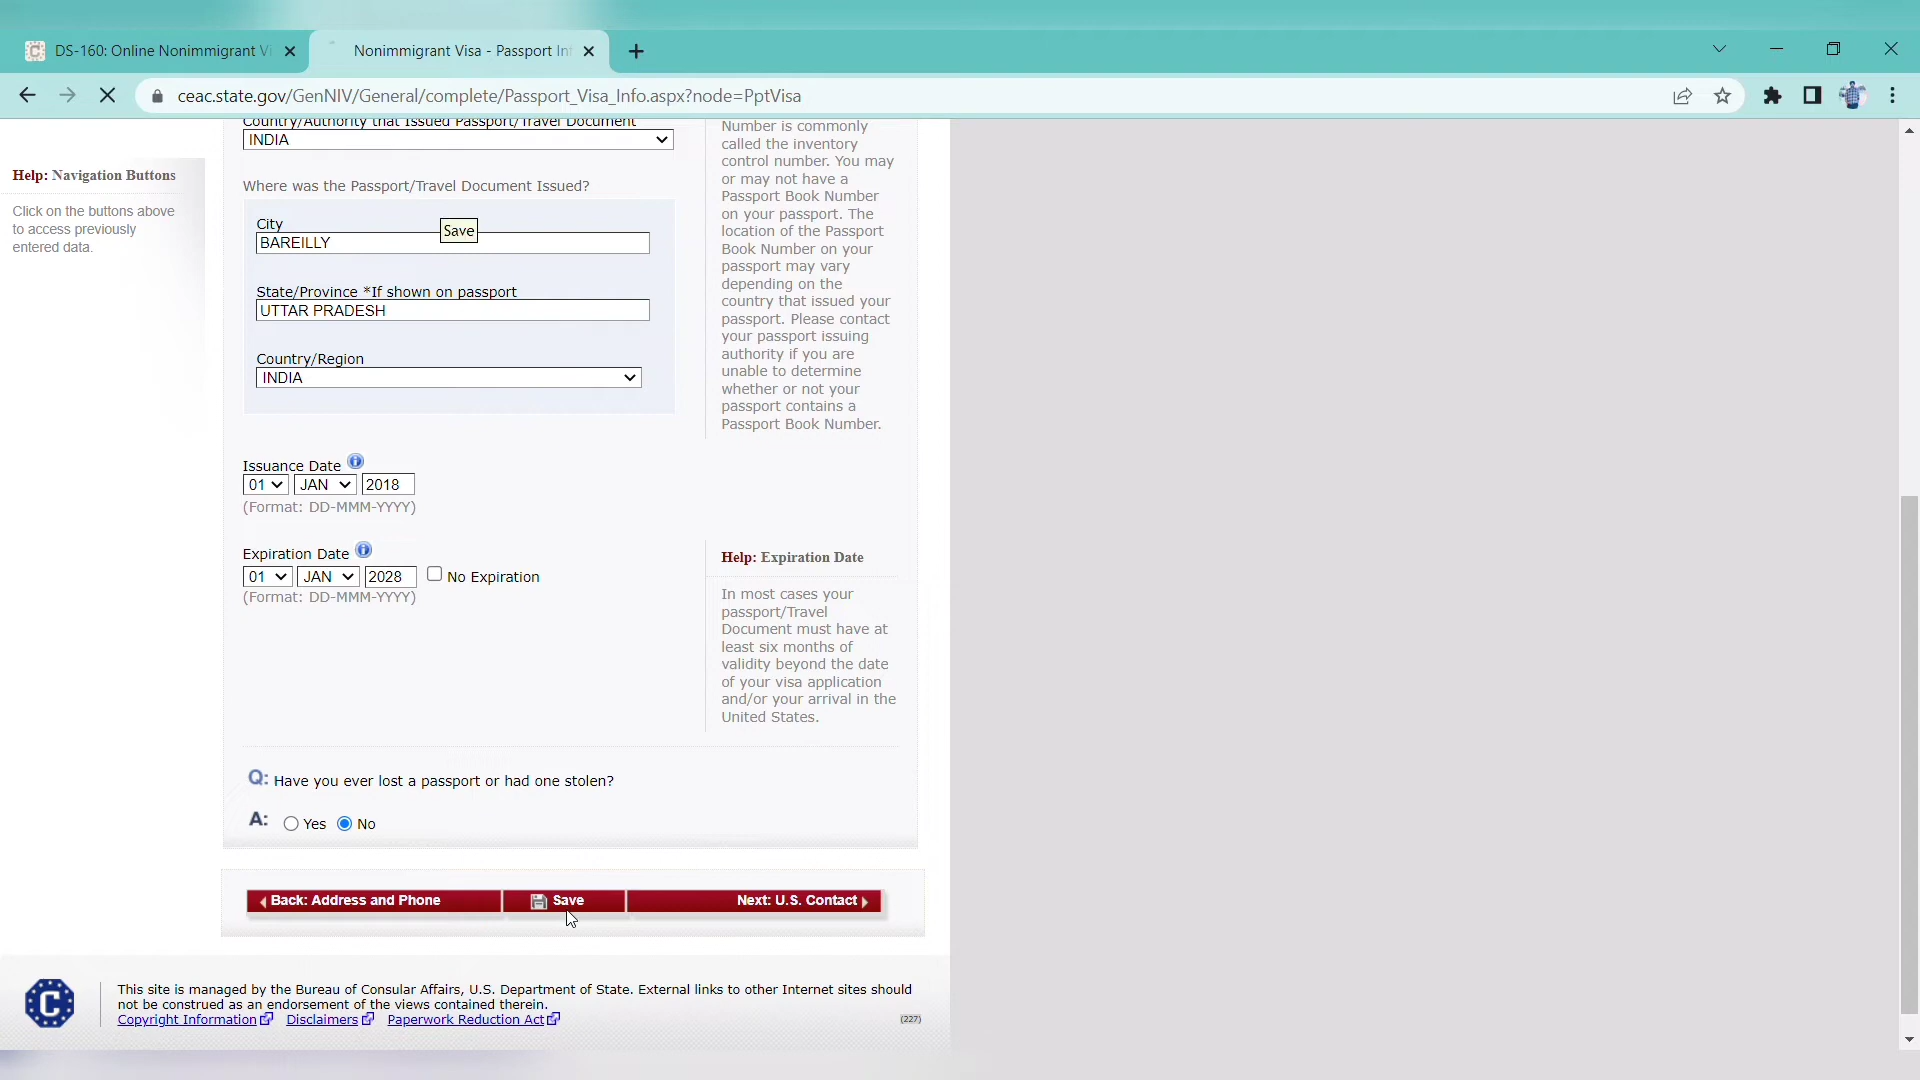 DS-160: Online Nonimmigrant Vi
Nonimmigrant Visa - Passport Inf
ceac.state.gov/GenNIV/General/complete/Passport_Visa_Info.aspx?node=PptVisa
Help: Navigation Buttons
Click on the buttons above
to access previously
entered data.
Country/Authority that Issued Passport/Travel Document
INDIA
Where was the Passport/Travel Document Issued?
City
Save
BAREILLY
State/Province *If shown on passport
UTTAR PRADESH
Country/Region
INDIA
Number is commonly
called the inventory
control number. You may
or may not have a
Passport Book Number
on your passport. The
location of the Passport
Book Number on your
passport may vary
depending on the
country that issued your
passport. Please contact
your passport issuing
authority if you are
unable to determine
whether or not your
passport contains a
Passport Book Number.
Issuance Date
01 JAN 2018
(Format: DD-MMM-YYYY)
Expiration Date
01 JAN 2028 No Expiration
(Format: DD-MMM-YYYY)
Help: Expiration Date
In most cases your
passport/Travel
Document must have at
least six months of
validity beyond the date
of your visa application
and/or your arrival in the
United States.
Q: Have you ever lost a passport or had one stolen?
A: Yes No
Back: Address and Phone Save Next: U.S. Contact
This site is managed by the Bureau of Consular Affairs, U.S. Department of State. External links to other Internet sites should
not be construed as an endorsement of the views contained therein.
Copyright Information Disclaimers Paperwork Reduction Act
(227)